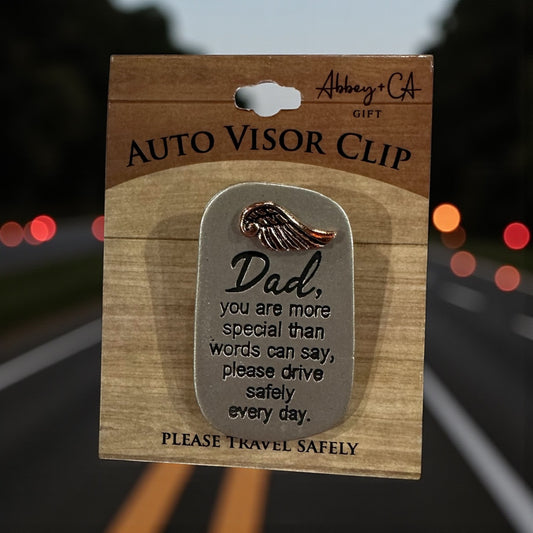 Abbey + CA
GIFT
AUTO VISOR CLIP
Dad,
you are more
special than
words can say,
please drive
safely
every day.
PLEASE TRAVEL SAFELY